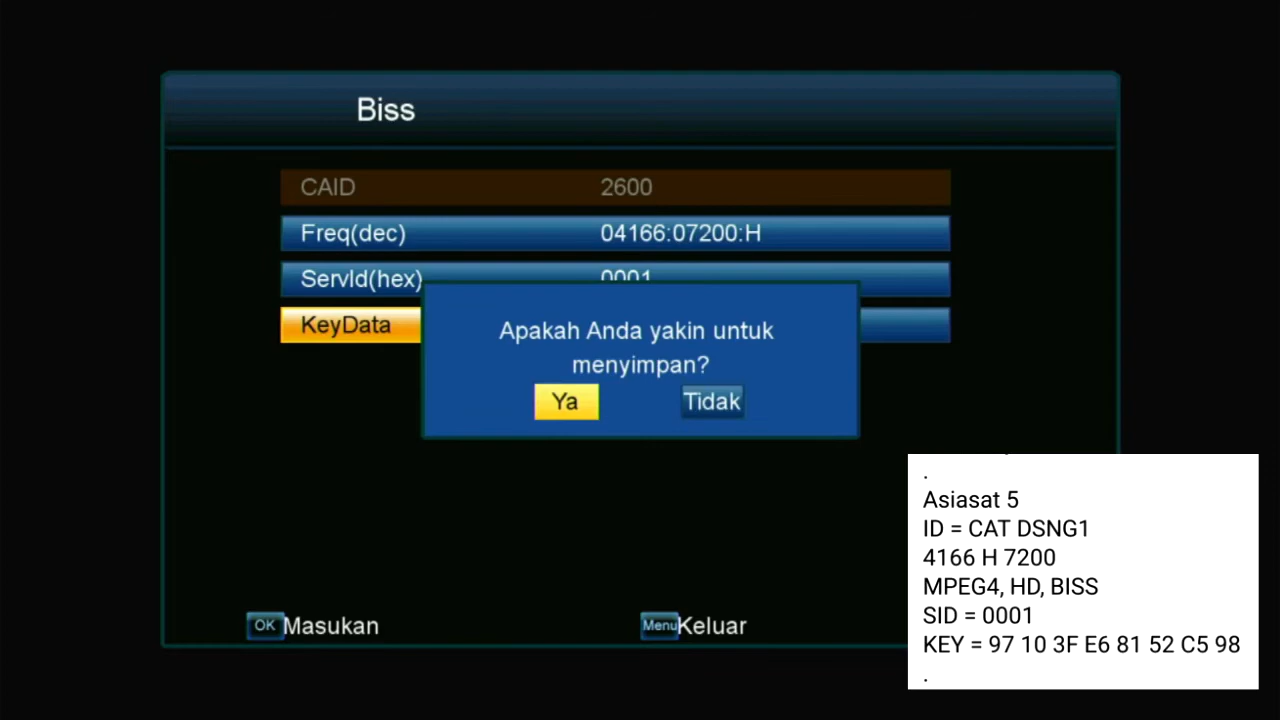 Biss
CAID 2600
Freq(dec) 04166:07200:H
ServId(hex) 0001
KeyData
Apakah Anda yakin untuk
menyimpan?
Ya Tidak
OK Masukan Menu Keluar
.
Asiasat 5
ID = CAT DSNG1
4166 H 7200
MPEG4, HD, BISS
SID = 0001
KEY = 97 10 3F E6 81 52 C5 98
.